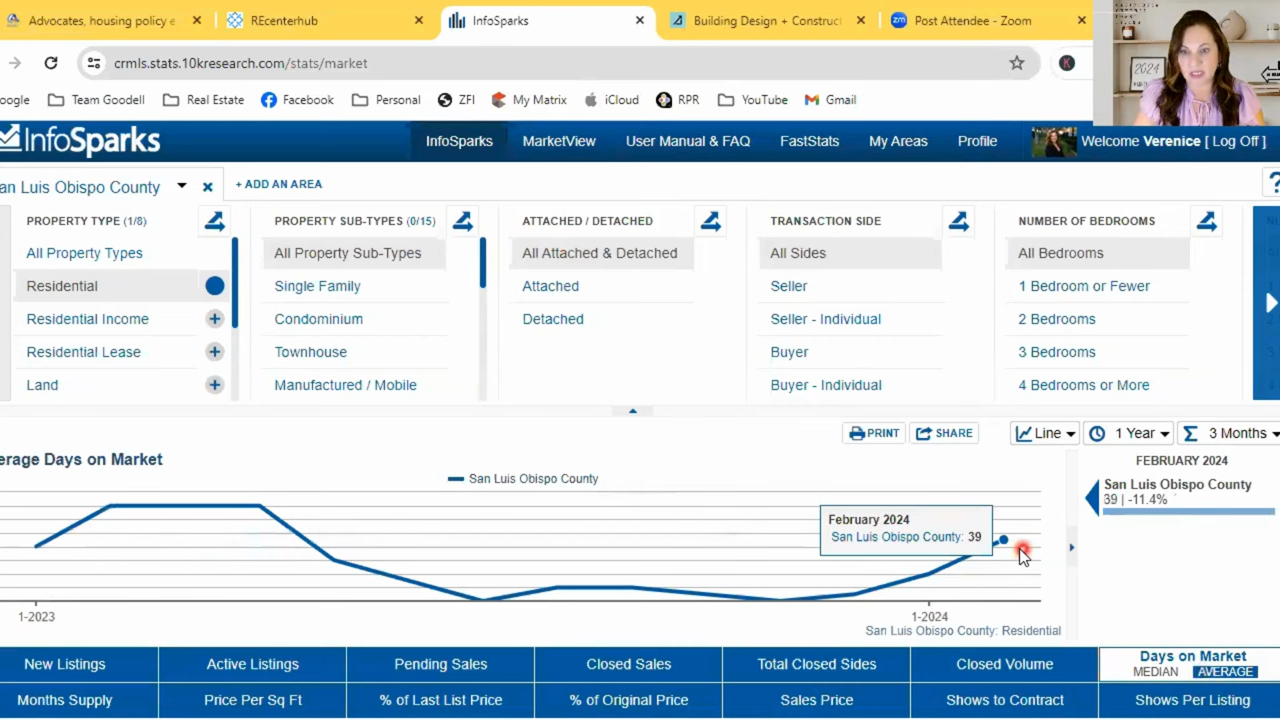 Advocates, housing policy e
REcenterhub
InfoSparks
Building Design + Construct
Post Attendee - Zoom
2024
crmls.stats.10kresearch.com/stats/market
K
oogle
Team Goodell
Real Estate
Facebook
Personal
ZFI
My Matrix
iCloud
RPR
YouTube
Gmail
InfoSparks
InfoSparks
MarketView
User Manual & FAQ
FastStats
My Areas
Profile
Welcome Verenice [ Log Off ]
an Luis Obispo County
+ ADD AN AREA
?
PROPERTY TYPE (1/8)
All Property Types
Residential
Residential Income
Residential Lease
Land
PROPERTY SUB-TYPES (0/15)
All Property Sub-Types
Single Family
Condominium
Townhouse
Manufactured / Mobile
ATTACHED / DETACHED
All Attached & Detached
Attached
Detached
TRANSACTION SIDE
All Sides
Seller
Seller - Individual
Buyer
Buyer - Individual
NUMBER OF BEDROOMS
All Bedrooms
1 Bedroom or Fewer
2 Bedrooms
3 Bedrooms
4 Bedrooms or More
PRINT
SHARE
Line
1 Year
Σ 3 Months
erage Days on Market
San Luis Obispo County
FEBRUARY 2024
San Luis Obispo County
39 | -11.4%
February 2024
San Luis Obispo County: 39
1-2023
1-2024
San Luis Obispo County: Residential
New Listings
Active Listings
Pending Sales
Closed Sales
Total Closed Sides
Closed Volume
Days on Market
MEDIAN AVERAGE
Months Supply
Price Per Sq Ft
% of Last List Price
% of Original Price
Sales Price
Shows to Contract
Shows Per Listing